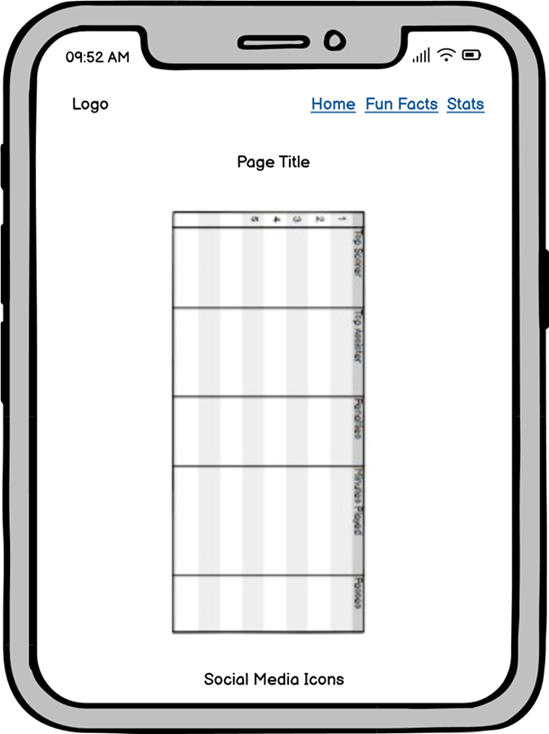 09:52 AM
Logo
Home Fun Facts Stats
Page Title
Top Scorer
Top Assister
Penalties
Minutes Played
Passes
1
2
3
4
5
Social Media Icons